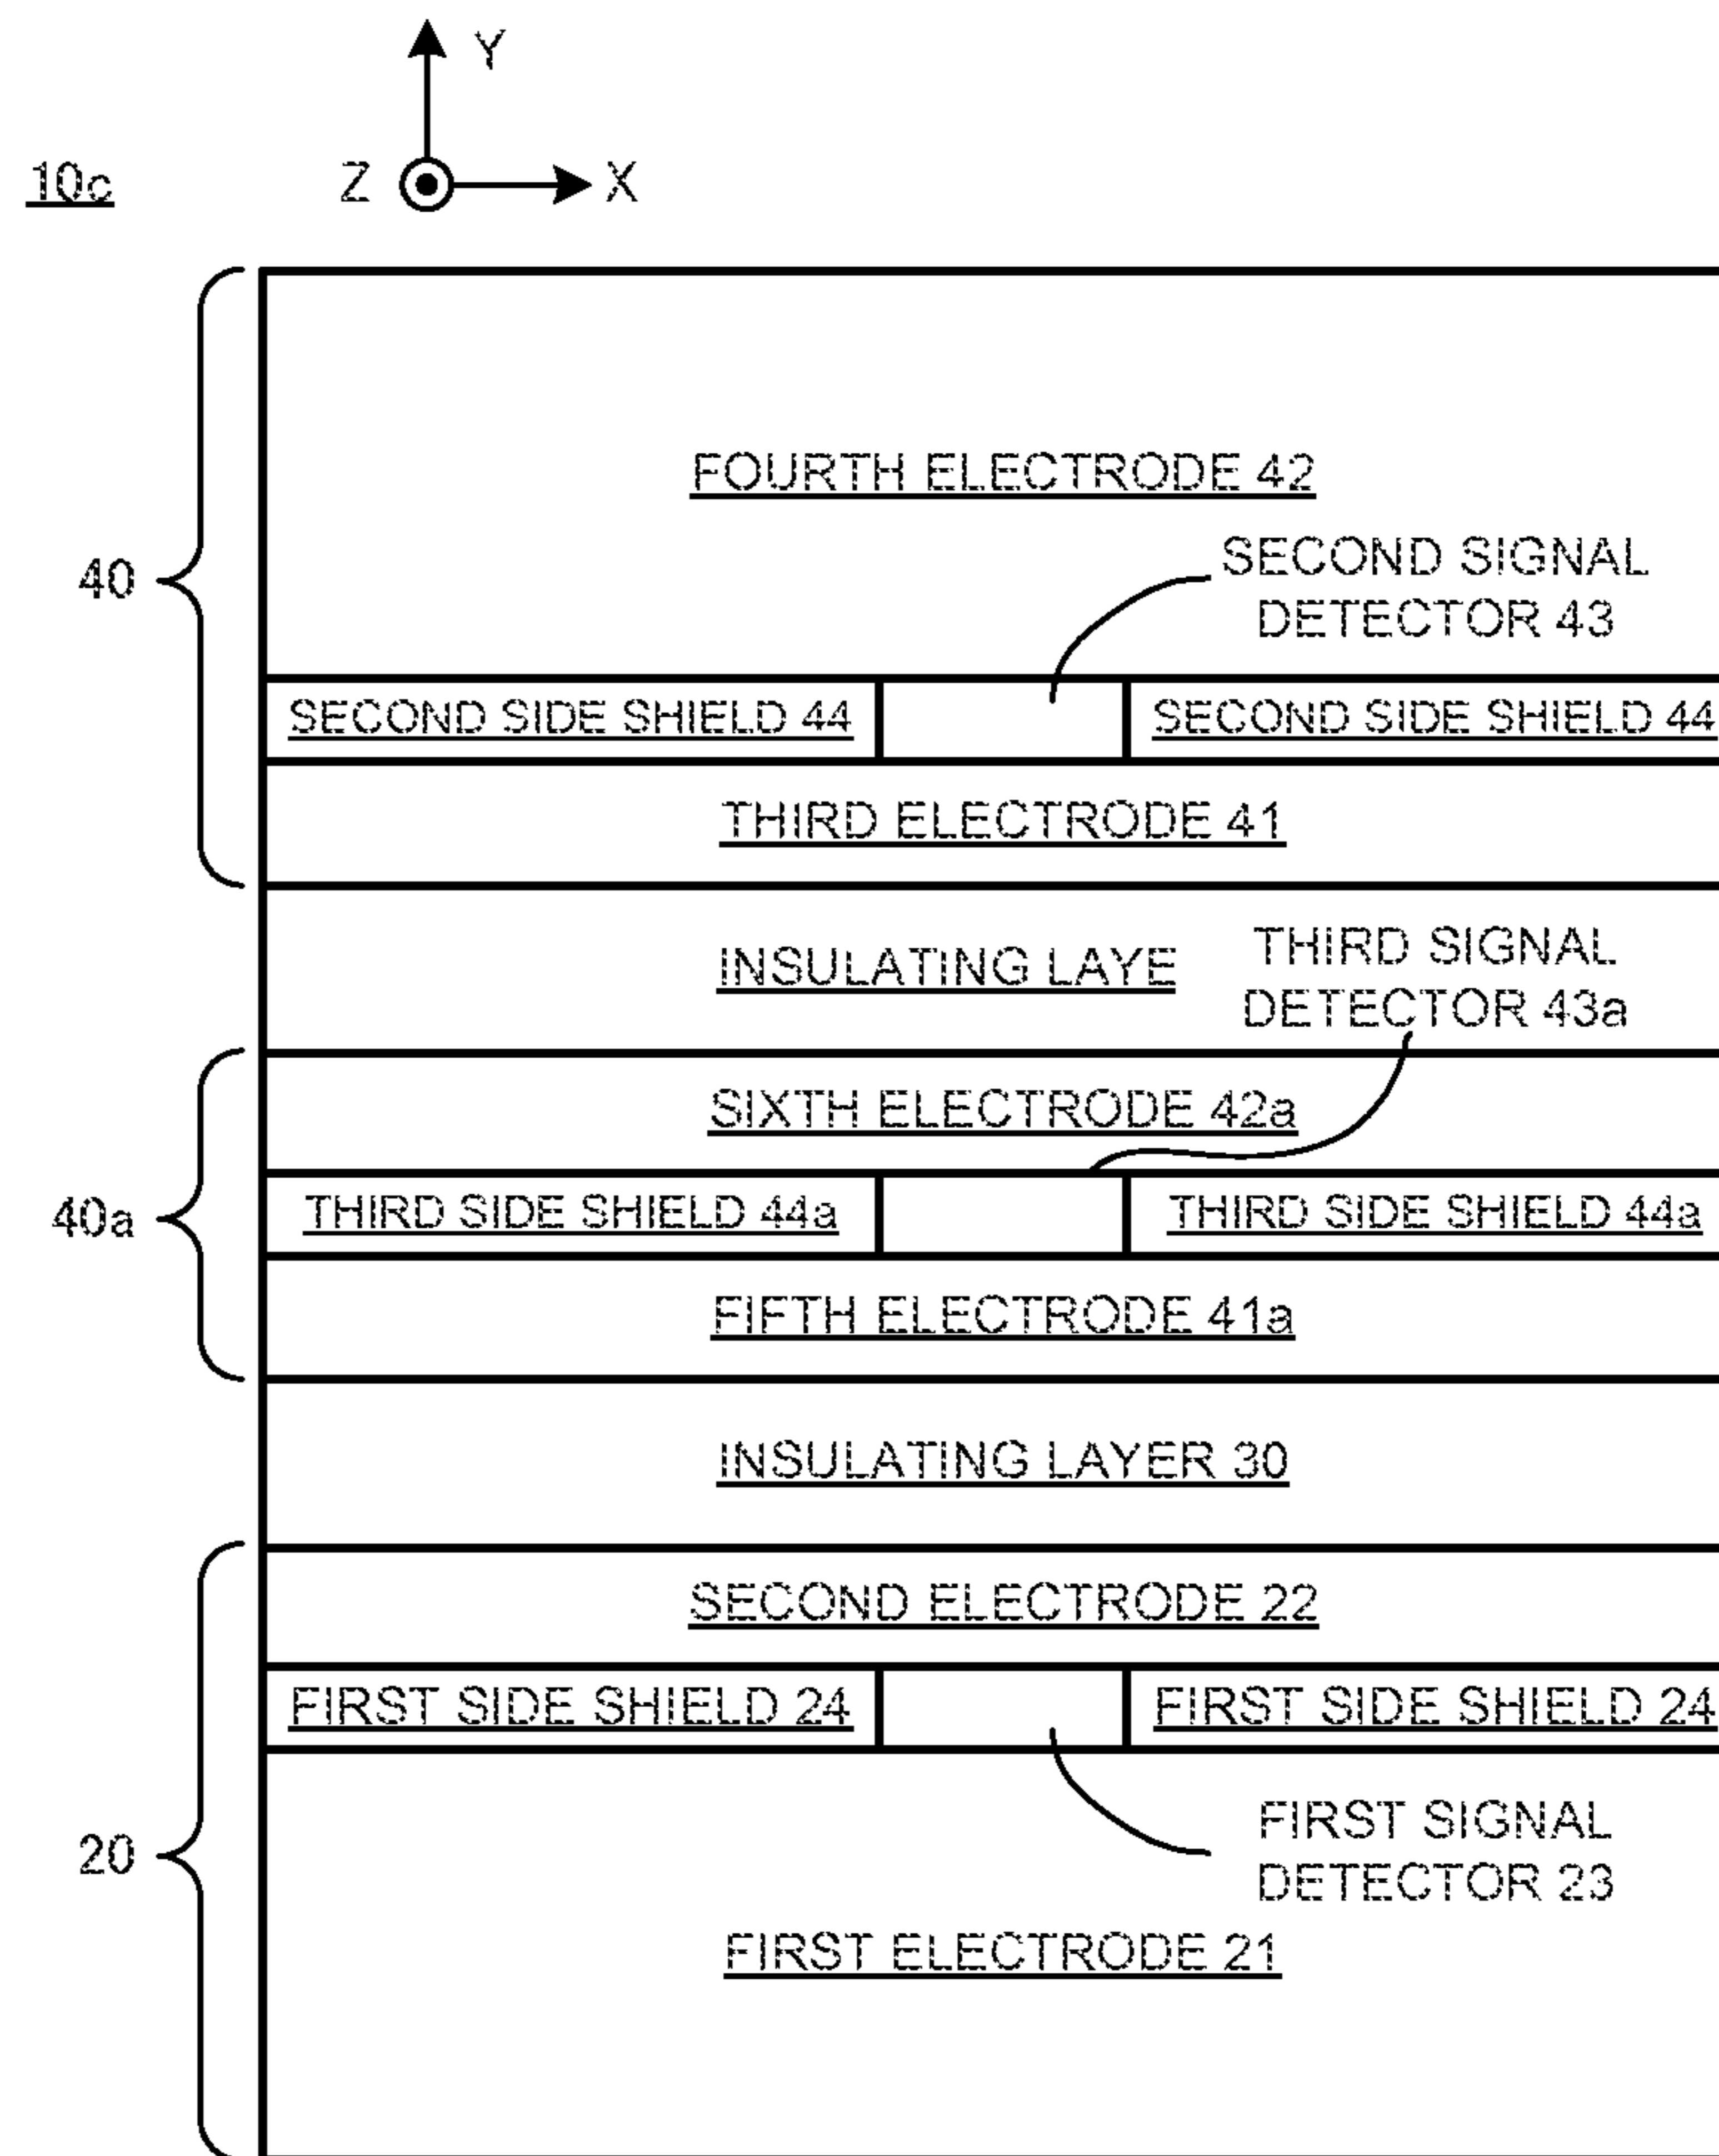 Y
10c
Z
X
FOURTH ELECTRODE 42
SECOND SIGNAL
DETECTOR 43
40
SECOND SIDE SHIELD 44
SECOND SIDE SHIELD 44
THIRD ELECTRODE 41
INSULATING LAYE
THIRD SIGNAL
DETECTOR 43a
SIXTH ELECTRODE 42a
40a
THIRD SIDE SHIELD 44a
THIRD SIDE SHIELD 44a
FIFTH ELECTRODE 41a
INSULATING LAYER 30
SECOND ELECTRODE 22
FIRST SIDE SHIELD 24
FIRST SIDE SHIELD 24
20
FIRST SIGNAL
DETECTOR 23
FIRST ELECTRODE 21